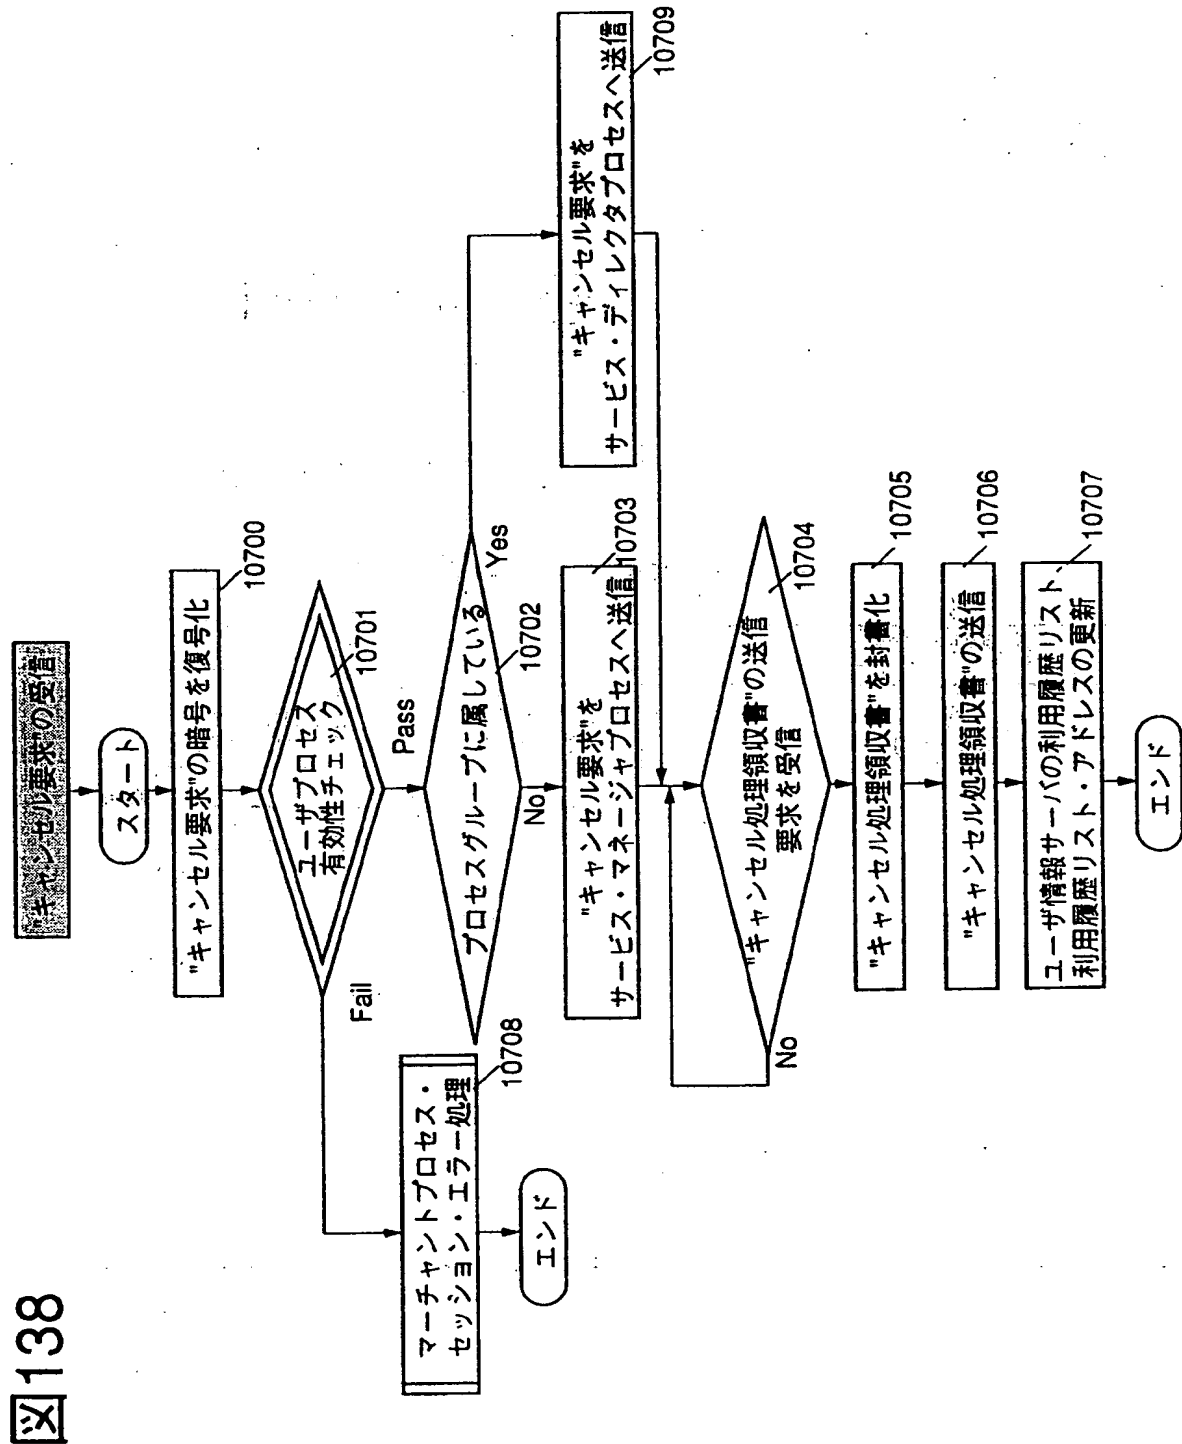 図138
"キャンセル要求"の受信
スタート
"キャンセル要求"の暗号を復号化
10700
ユーザプロセス
有効性チェック
10701
Fail
Pass
マーチャントプロセス・
セッション・エラー処理
10708
エンド
プロセスグループに属している
10702
Yes
No
"キャンセル要求"を
サービス・マネージャプロセスへ送信
10703
"キャンセル要求"を
サービス・ディレクタプロセスへ送信
10709
"キャンセル処理領収書"の送信
要求を受信
10704
No
"キャンセル処理領収書"を封書化
10705
"キャンセル処理領収書"の送信
10706
ユーザ情報サーバの利用履歴リスト、
利用履歴リスト・アドレスの更新
10707
エンド